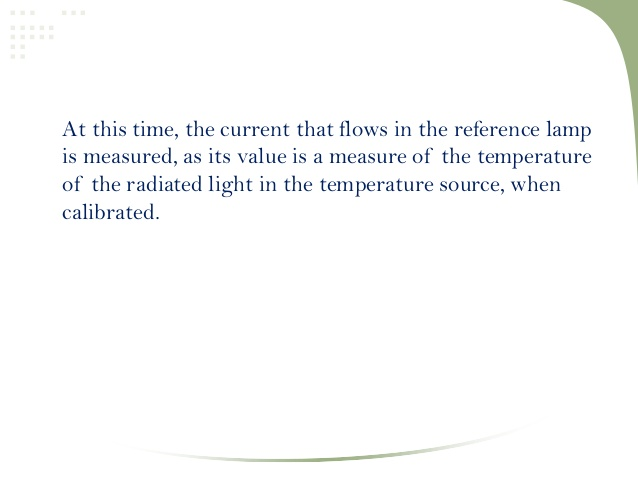 At this time, the current that flows in the reference lamp
is measured, as its value is a measure of the temperature
of the radiated light in the temperature source, when
calibrated.